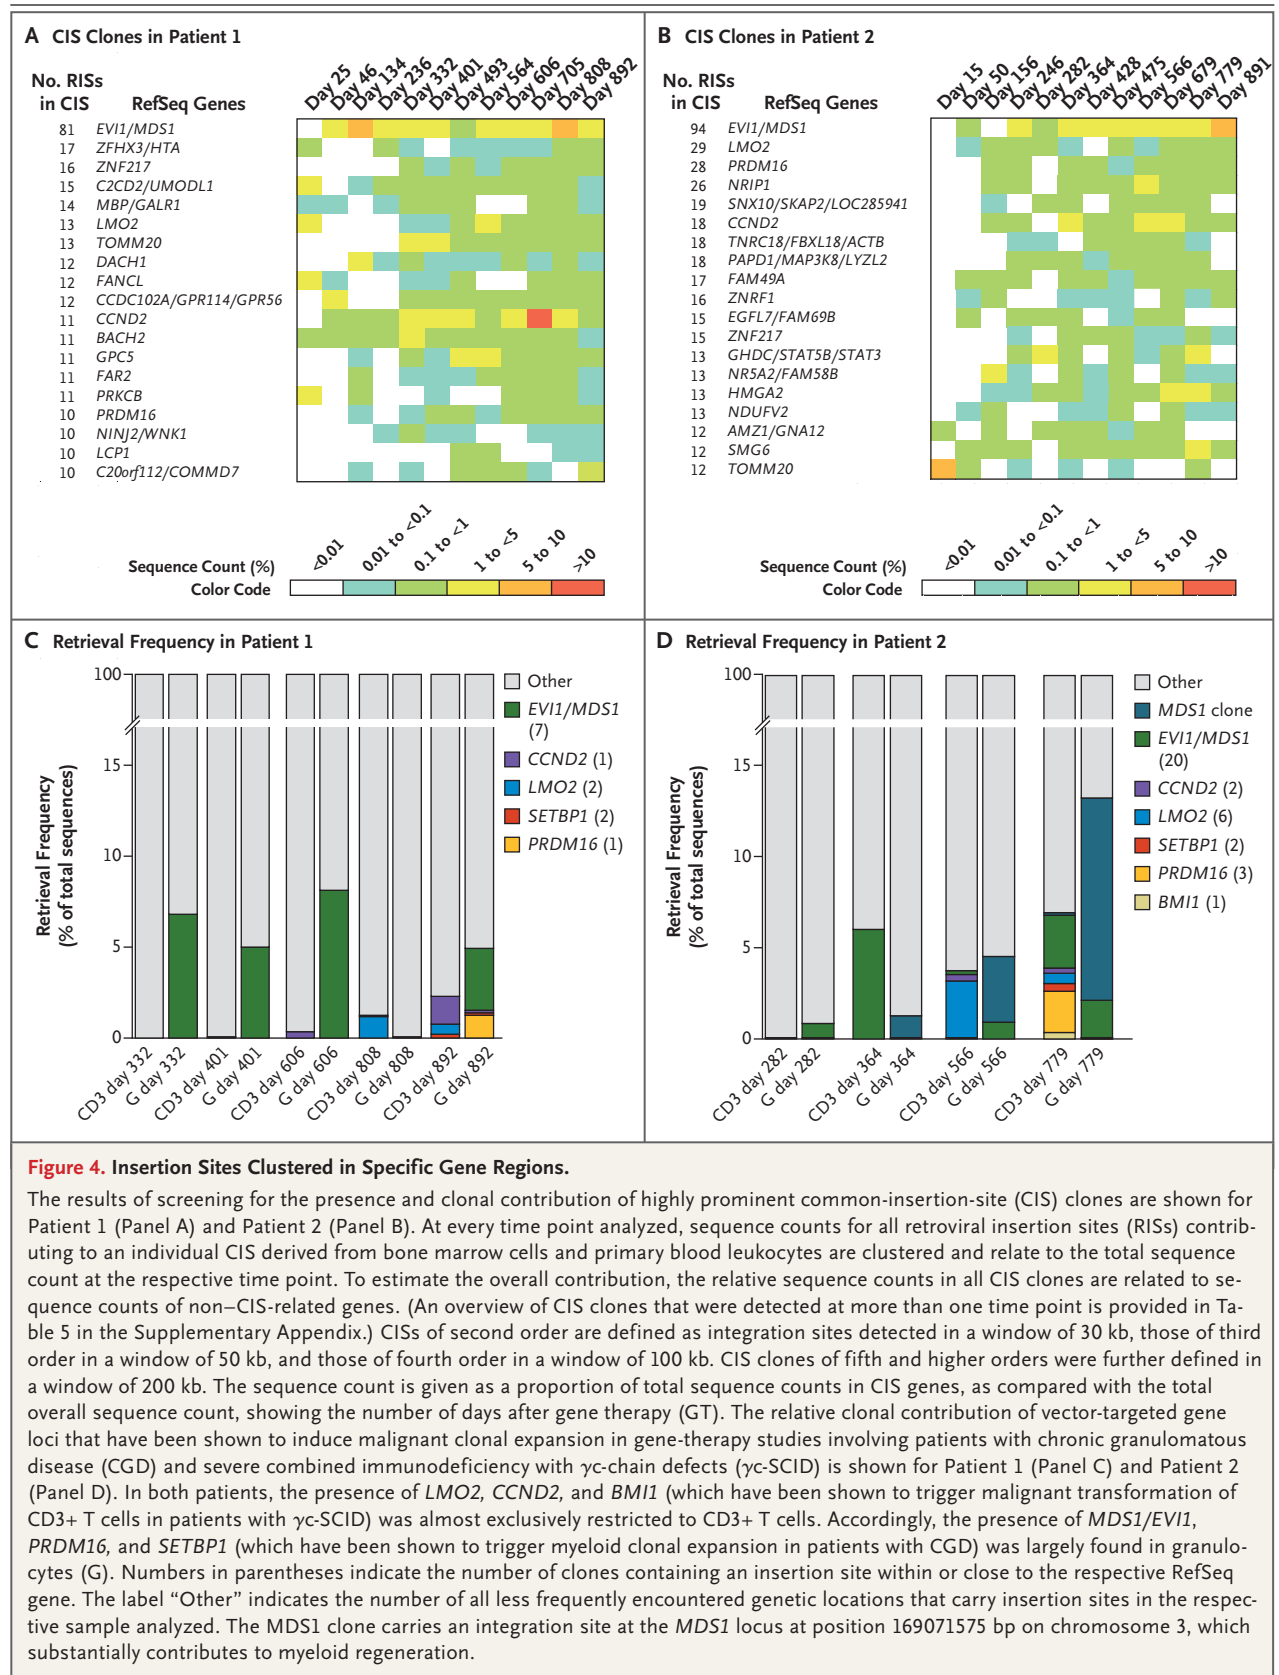 A CIS Clones in Patient 1
No. RISs in CIS
RefSeq Genes
Day 25
Day 46
Day 134
Day 236
Day 332
Day 401
Day 493
Day 564
Day 606
Day 705
Day 808
Day 892
81 EVI1/MDS1
17 ZFHX3/HTA
16 ZNF217
15 C2CD2/UMODL1
14 MBP/GALR1
13 LMO2
13 TOMM20
12 DACH1
12 FANCL
12 CCDC102A/GPR114/GPR56
11 CCND2
11 BACH2
11 GPC5
11 FAR2
11 PRKCB
10 PRDM16
10 NINJ2/WNK1
10 LCP1
10 C20orf112/COMMD7
Sequence Count (%)
<0.01
0.01 to <0.1
0.1 to <1
1 to <5
5 to 10
>10
Color Code
B CIS Clones in Patient 2
No. RISs in CIS
RefSeq Genes
Day 15
Day 50
Day 156
Day 246
Day 282
Day 364
Day 428
Day 475
Day 566
Day 679
Day 779
Day 891
94 EVI1/MDS1
29 LMO2
28 PRDM16
26 NRIP1
19 SNX10/SKAP2/LOC285941
18 CCND2
18 TNRC18/FBXL18/ACTB
18 PAPD1/MAP3K8/LYZL2
17 FAM49A
16 ZNRF1
15 EGFL7/FAM69B
15 ZNF217
13 GHDC/STAT5B/STAT3
13 NR5A2/FAM58B
13 HMGA2
13 NDUFV2
12 AMZ1/GNA12
12 SMG6
12 TOMM20
Sequence Count (%)
<0.01
0.01 to <0.1
0.1 to <1
1 to <5
5 to 10
>10
Color Code
C Retrieval Frequency in Patient 1
Retrieval Frequency
(% of total sequences)
100
15
10
5
0
CD3 day 332
G day 332
CD3 day 401
G day 401
CD3 day 606
G day 606
CD3 day 808
G day 808
CD3 day 892
G day 892
Other
EVI1/MDS1
(7)
CCND2 (1)
LMO2 (2)
SETBP1 (2)
PRDM16 (1)
D Retrieval Frequency in Patient 2
Retrieval Frequency
(% of total sequences)
100
15
10
5
0
CD3 day 282
G day 282
CD3 day 364
G day 364
CD3 day 566
G day 566
CD3 day 779
G day 779
Other
MDS1 clone
EVI1/MDS1
(20)
CCND2 (2)
LMO2 (6)
SETBP1 (2)
PRDM16 (3)
BMI1 (1)
Figure 4. Insertion Sites Clustered in Specific Gene Regions.
The results of screening for the presence and clonal contribution of highly prominent common-insertion-site (CIS) clones are shown for
Patient 1 (Panel A) and Patient 2 (Panel B). At every time point analyzed, sequence counts for all retroviral insertion sites (RISs) contrib-
uting to an individual CIS derived from bone marrow cells and primary blood leukocytes are clustered and relate to the total sequence
count at the respective time point. To estimate the overall contribution, the relative sequence counts in all CIS clones are related to se-
quence counts of non–CIS-related genes. (An overview of CIS clones that were detected at more than one time point is provided in Ta-
ble 5 in the Supplementary Appendix.) CISs of second order are defined as integration sites detected in a window of 30 kb, those of third
order in a window of 50 kb, and those of fourth order in a window of 100 kb. CIS clones of fifth and higher orders were further defined in
a window of 200 kb. The sequence count is given as a proportion of total sequence counts in CIS genes, as compared with the total
overall sequence count, showing the number of days after gene therapy (GT). The relative clonal contribution of vector-targeted gene
loci that have been shown to induce malignant clonal expansion in gene-therapy studies involving patients with chronic granulomatous
disease (CGD) and severe combined immunodeficiency with γc-chain defects (γc-SCID) is shown for Patient 1 (Panel C) and Patient 2
(Panel D). In both patients, the presence of LMO2, CCND2, and BMI1 (which have been shown to trigger malignant transformation of
CD3+ T cells in patients with γc-SCID) was almost exclusively restricted to CD3+ T cells. Accordingly, the presence of MDS1/EVI1,
PRDM16, and SETBP1 (which have been shown to trigger myeloid clonal expansion in patients with CGD) was largely found in granulo-
cytes (G). Numbers in parentheses indicate the number of clones containing an insertion site within or close to the respective RefSeq
gene. The label “Other” indicates the number of all less frequently encountered genetic locations that carry insertion sites in the respec-
tive sample analyzed. The MDS1 clone carries an integration site at the MDS1 locus at position 169071575 bp on chromosome 3, which
substantially contributes to myeloid regeneration.